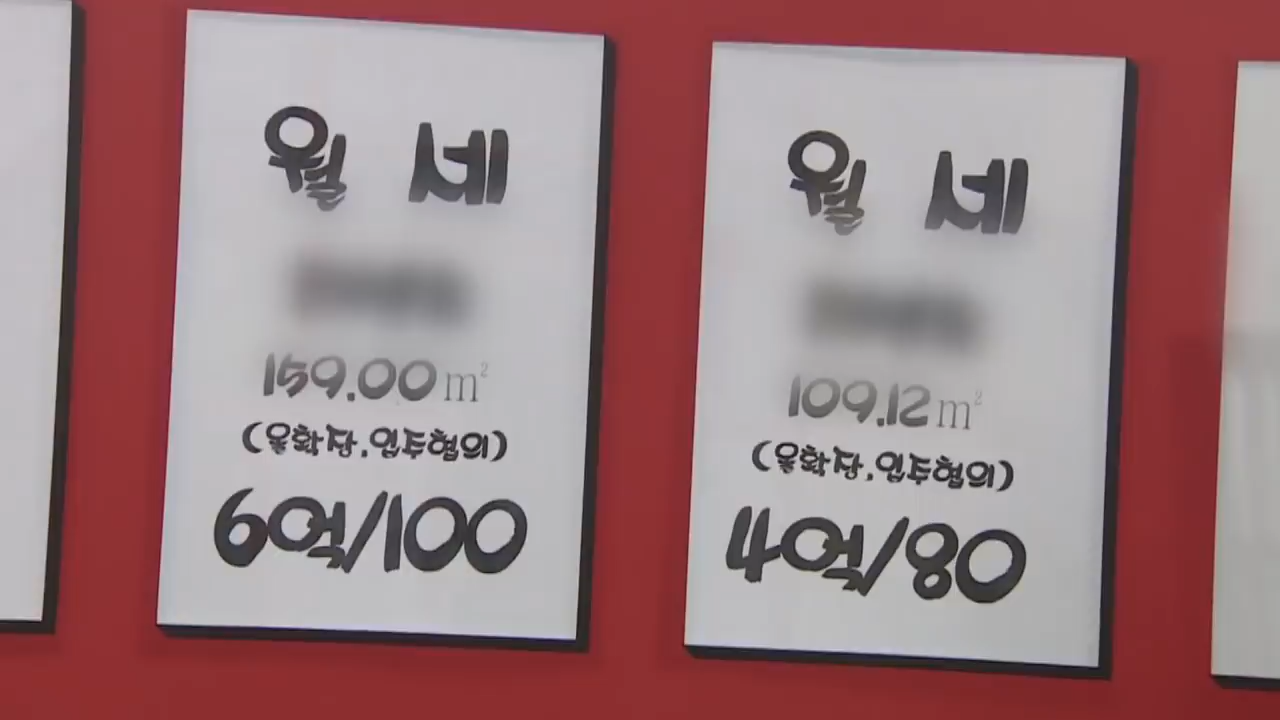 월 세
159.00㎡
(올확장,입주협의)
6억/100
월 세
109.12㎡
(올확장,입주협의)
4억/80